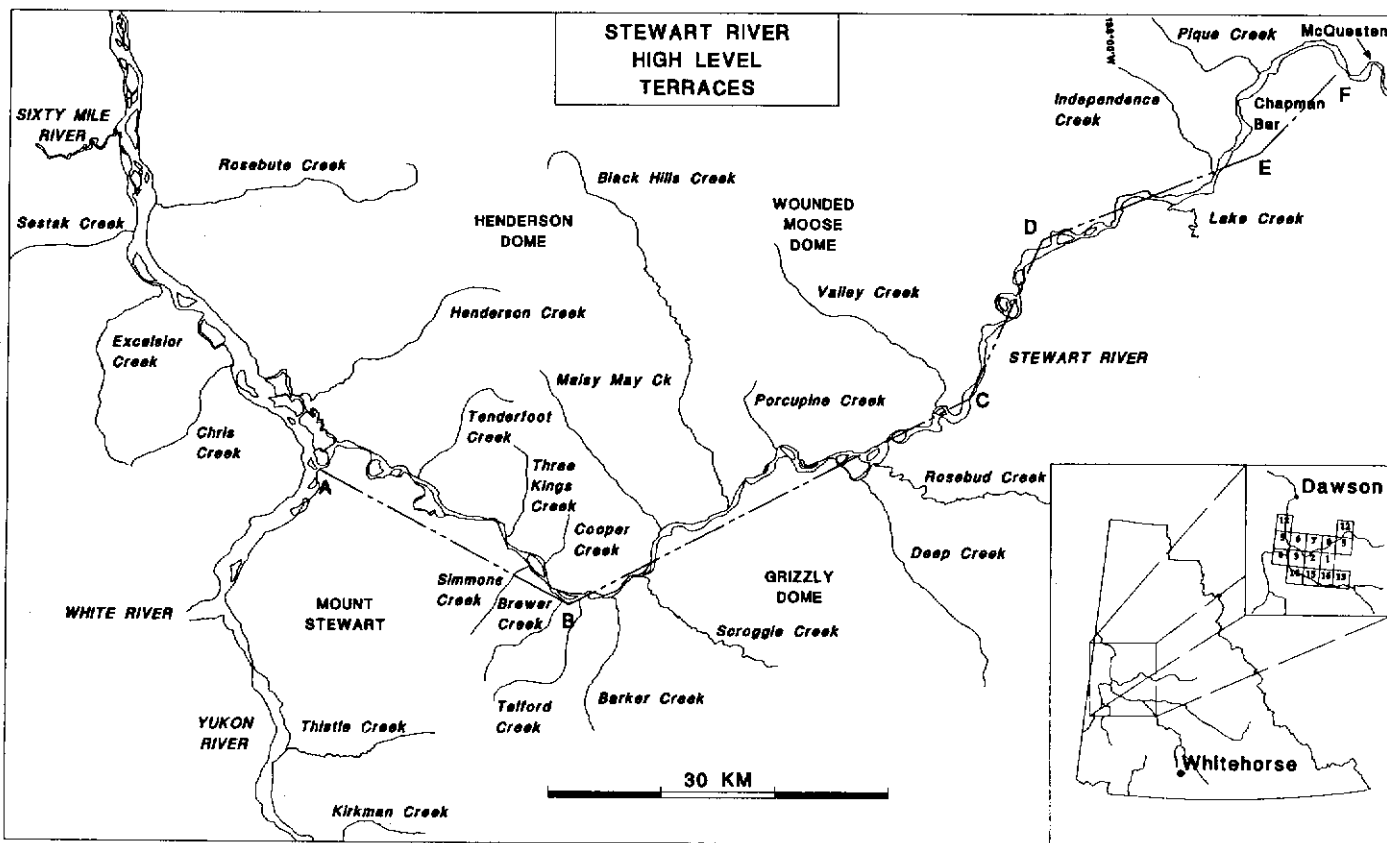 STEWART RIVER
HIGH LEVEL
TERRACES
138°00'W
Pique Creek
McQuesten
Independence
Creek
Chapman
Bar
F
E
SIXTY MILE
RIVER
Rosebute Creek
Black Hills Creek
WOUNDED
MOOSE
DOME
HENDERSON
DOME
Sestak Creek
D
Lake Creek
Valley Creek
Henderson Creek
Excelsior
Creek
STEWART RIVER
Maisy May Ck
Porcupine Creek
C
Tenderfoot
Creek
Chris
Creek
Three
Kings
Creek
A
Rosebud Creek
Cooper
Creek
Deep Creek
Simmons
Creek
GRIZZLY
DOME
WHITE RIVER
MOUNT
STEWART
Brewer
Creek
B
Scroggie Creek
Telford
Creek
Barker Creek
YUKON
RIVER
Thistle Creek
30 KM
Kirkman Creek
Dawson
Whitehorse